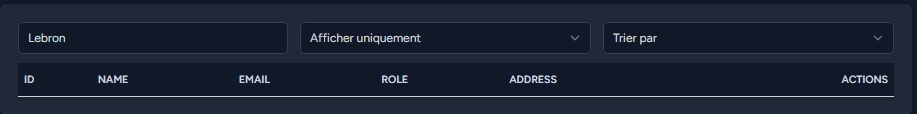 Lebron Afficher uniquement Trier par
ID NAME EMAIL ROLE ADDRESS ACTIONS